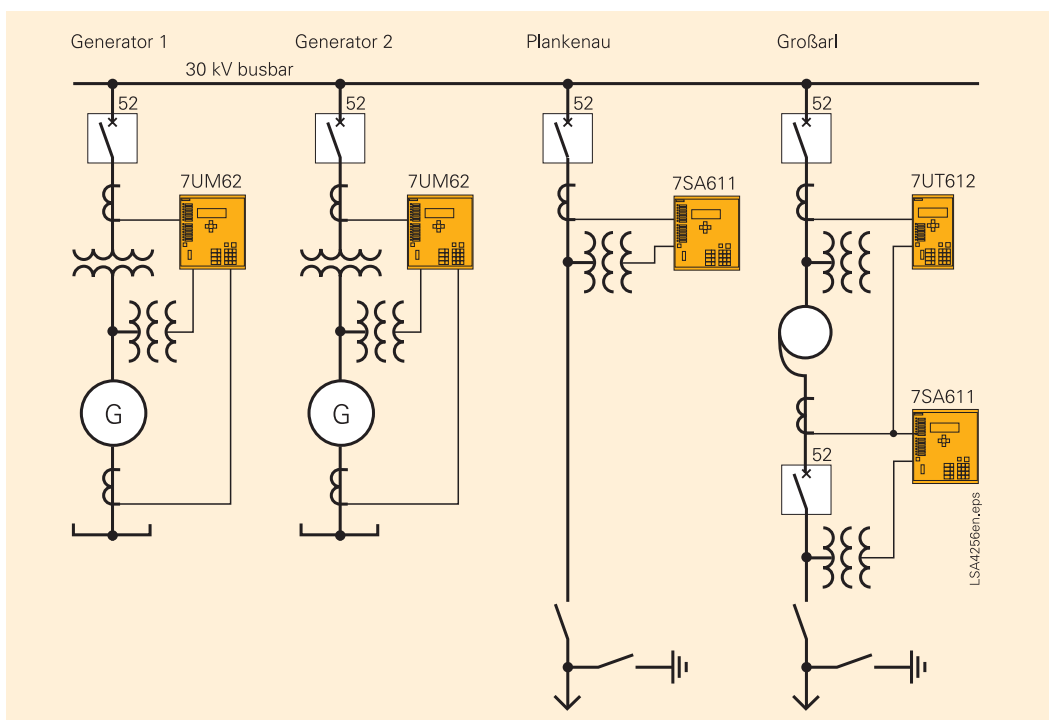 Generator 1
Generator 2
Plankenau
Großarl
30 kV busbar
52
52
52
52
7UM62
7UM62
7SA611
7UT612
G
G
7SA611
52
LSA4256en.eps